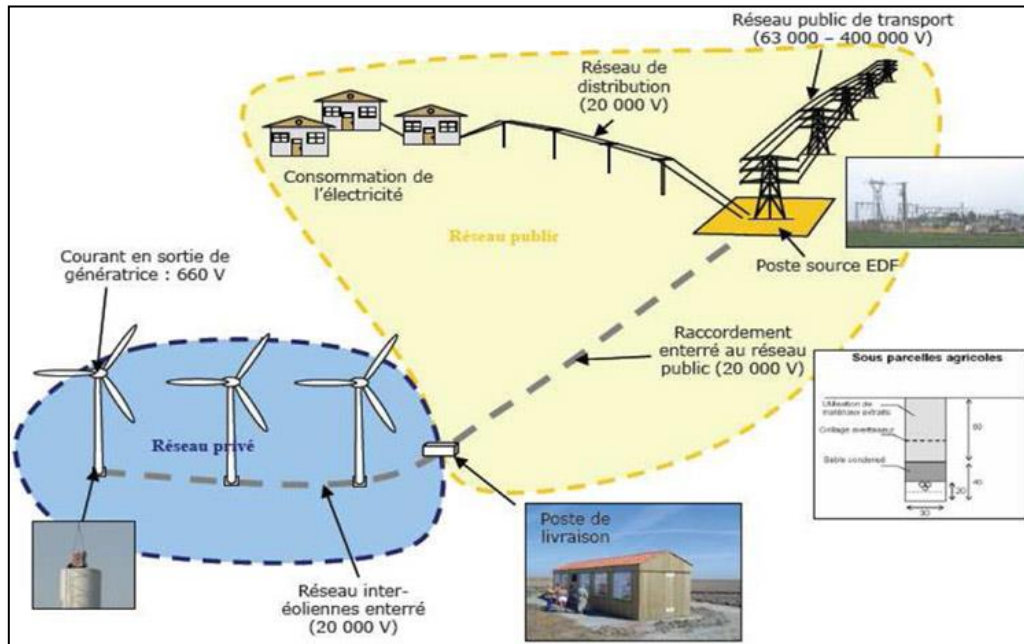 Réseau public de transport
(63 000 – 400 000 V)
Réseau de
distribution
(20 000 V)
Consommation de
l'électricité
Réseau public
Poste source EDF
Courant en sortie de
génératrice : 660 V
Raccordement
enterré au réseau
public (20 000 V)
Réseau privé
Poste de
livraison
Réseau inter-
éoliennes enterré
(20 000 V)
Sous parcelles agricoles
Utilisation de
matériaux extraits
Grillage avertisseur
Sable
80
40
20
30